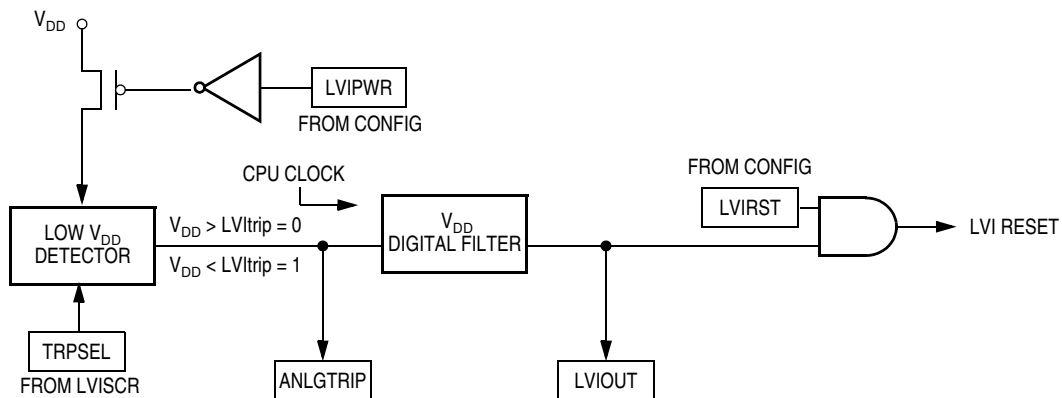 V_DD
LVIPWR
FROM CONFIG
CPU CLOCK
FROM CONFIG
LVIRST
LOW V_DD
DETECTOR
V_DD > LVItrip = 0
V_DD < LVItrip = 1
V_DD
DIGITAL FILTER
LVI RESET
TRPSEL
FROM LVISCR
ANLGTRIP
LVIOUT